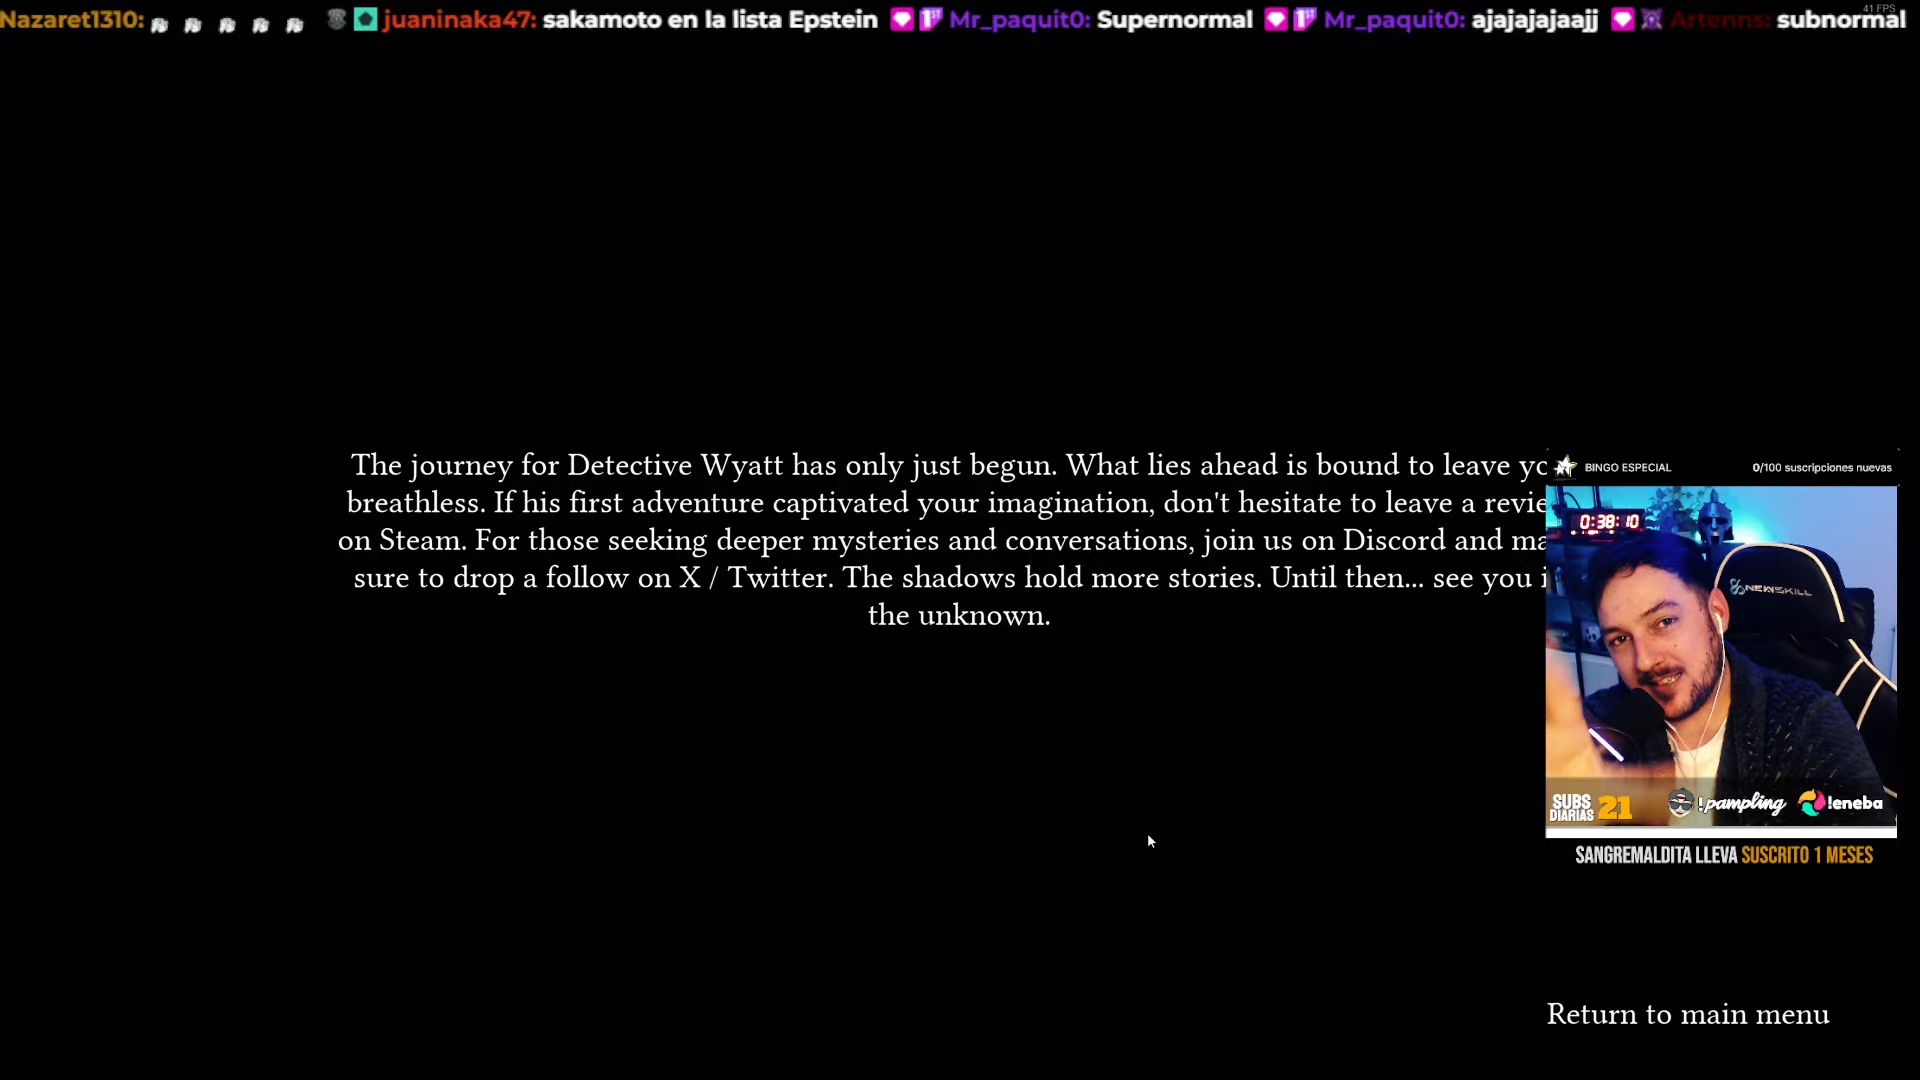 41 FPS
Nazaret1310: juaninaka47: sakamoto en la lista Epstein 1ST Mr_paquit0: Supernormal 1ST Mr_paquit0: ajajajajaajj Artenns: subnormal
The journey for Detective Wyatt has only just begun. What lies ahead is bound to leave yo
breathless. If his first adventure captivated your imagination, don't hesitate to leave a revie
on Steam. For those seeking deeper mysteries and conversations, join us on Discord and ma
sure to drop a follow on X / Twitter. The shadows hold more stories. Until then... see you i
the unknown.
BINGO ESPECIAL 0/100 suscripciones nuevas
0:38:10
NEWSKILL
SUBS DIARIAS 21 !pampling !eneba
SANGREMALDITA LLEVA SUSCRITO 1 MESES
Return to main menu